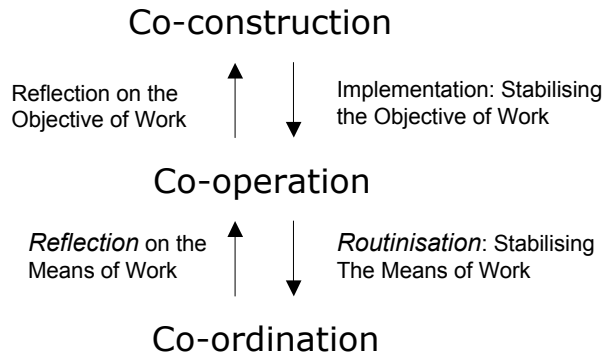 Co-construction
Reflection on the
Objective of Work
Implementation: Stabilising
the Objective of Work
Co-operation
Reflection on the
Means of Work
Routinisation: Stabilising
The Means of Work
Co-ordination